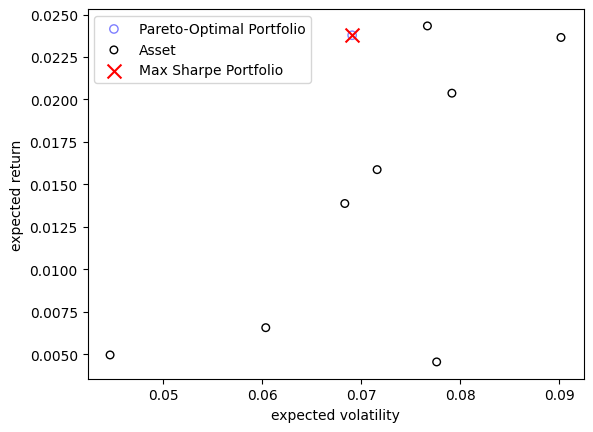 0.0250
0.0225
0.0200
0.0175
0.0150
0.0125
0.0100
0.0075
0.0050
expected return
Pareto-Optimal Portfolio
Asset
Max Sharpe Portfolio
0.05 0.06 0.07 0.08 0.09
expected volatility